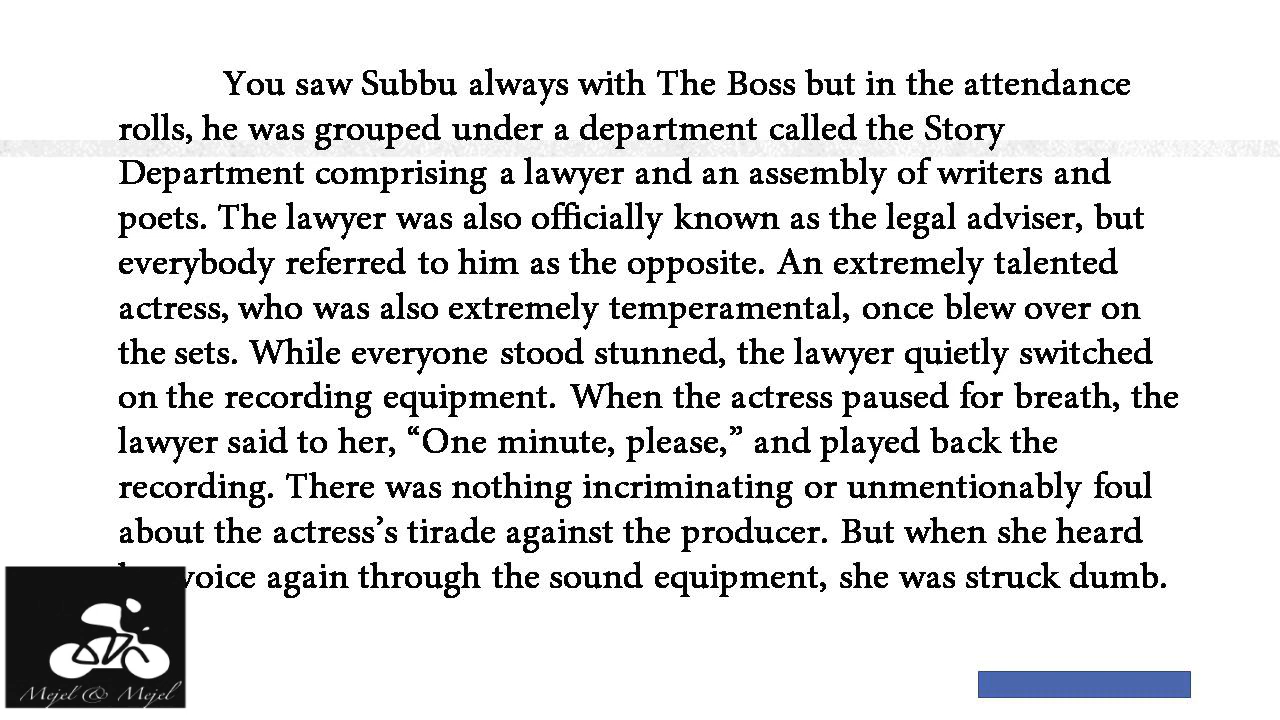 You saw Subbu always with The Boss but in the attendance
rolls, he was grouped under a department called the Story
Department comprising a lawyer and an assembly of writers and
poets. The lawyer was also officially known as the legal adviser, but
everybody referred to him as the opposite. An extremely talented
actress, who was also extremely temperamental, once blew over on
the sets. While everyone stood stunned, the lawyer quietly switched
on the recording equipment. When the actress paused for breath, the
lawyer said to her, “One minute, please,” and played back the
recording. There was nothing incriminating or unmentionably foul
about the actress’s tirade against the producer. But when she heard
voice again through the sound equipment, she was struck dumb.
Mejel & Mejel